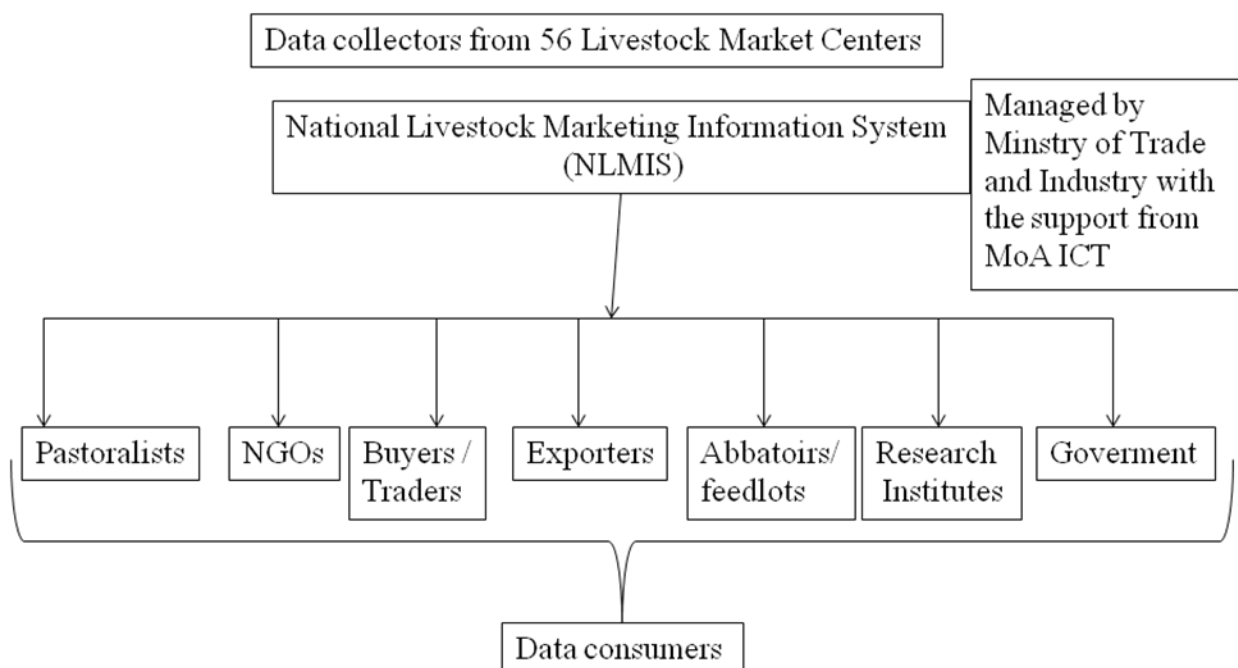 Data collectors from 56 Livestock Market Centers
National Livestock Marketing Information System
(NLMIS)
Managed by
Minstry of Trade
and Industry with
the support from
MoA ICT
Pastoralists
NGOs
Buyers /
Traders
Exporters
Abbatoirs/
feedlots
Research
Institutes
Goverment
Data consumers